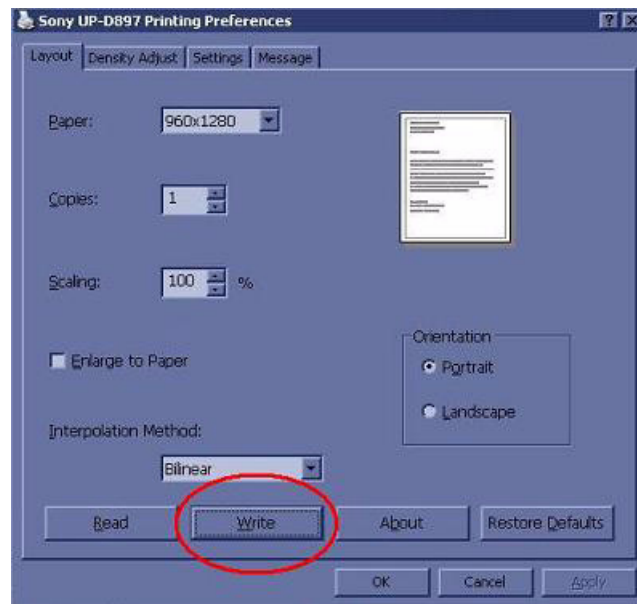 Sony UP-D897 Printing Preferences
Layout Density Adjust Settings Message
Paper: 960x1280
Copies: 1
Scaling: 100 %
Enlarge to Paper
Orientation
Portrait
Landscape
Interpolation Method:
Bilinear
Read Write About Restore Defaults
OK Cancel Apply